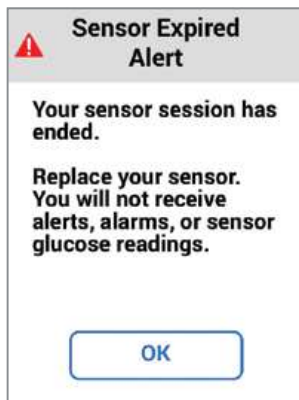 Sensor Expired
Alert
Your sensor session has
ended.
Replace your sensor.
You will not receive
alerts, alarms, or sensor
glucose readings.
OK